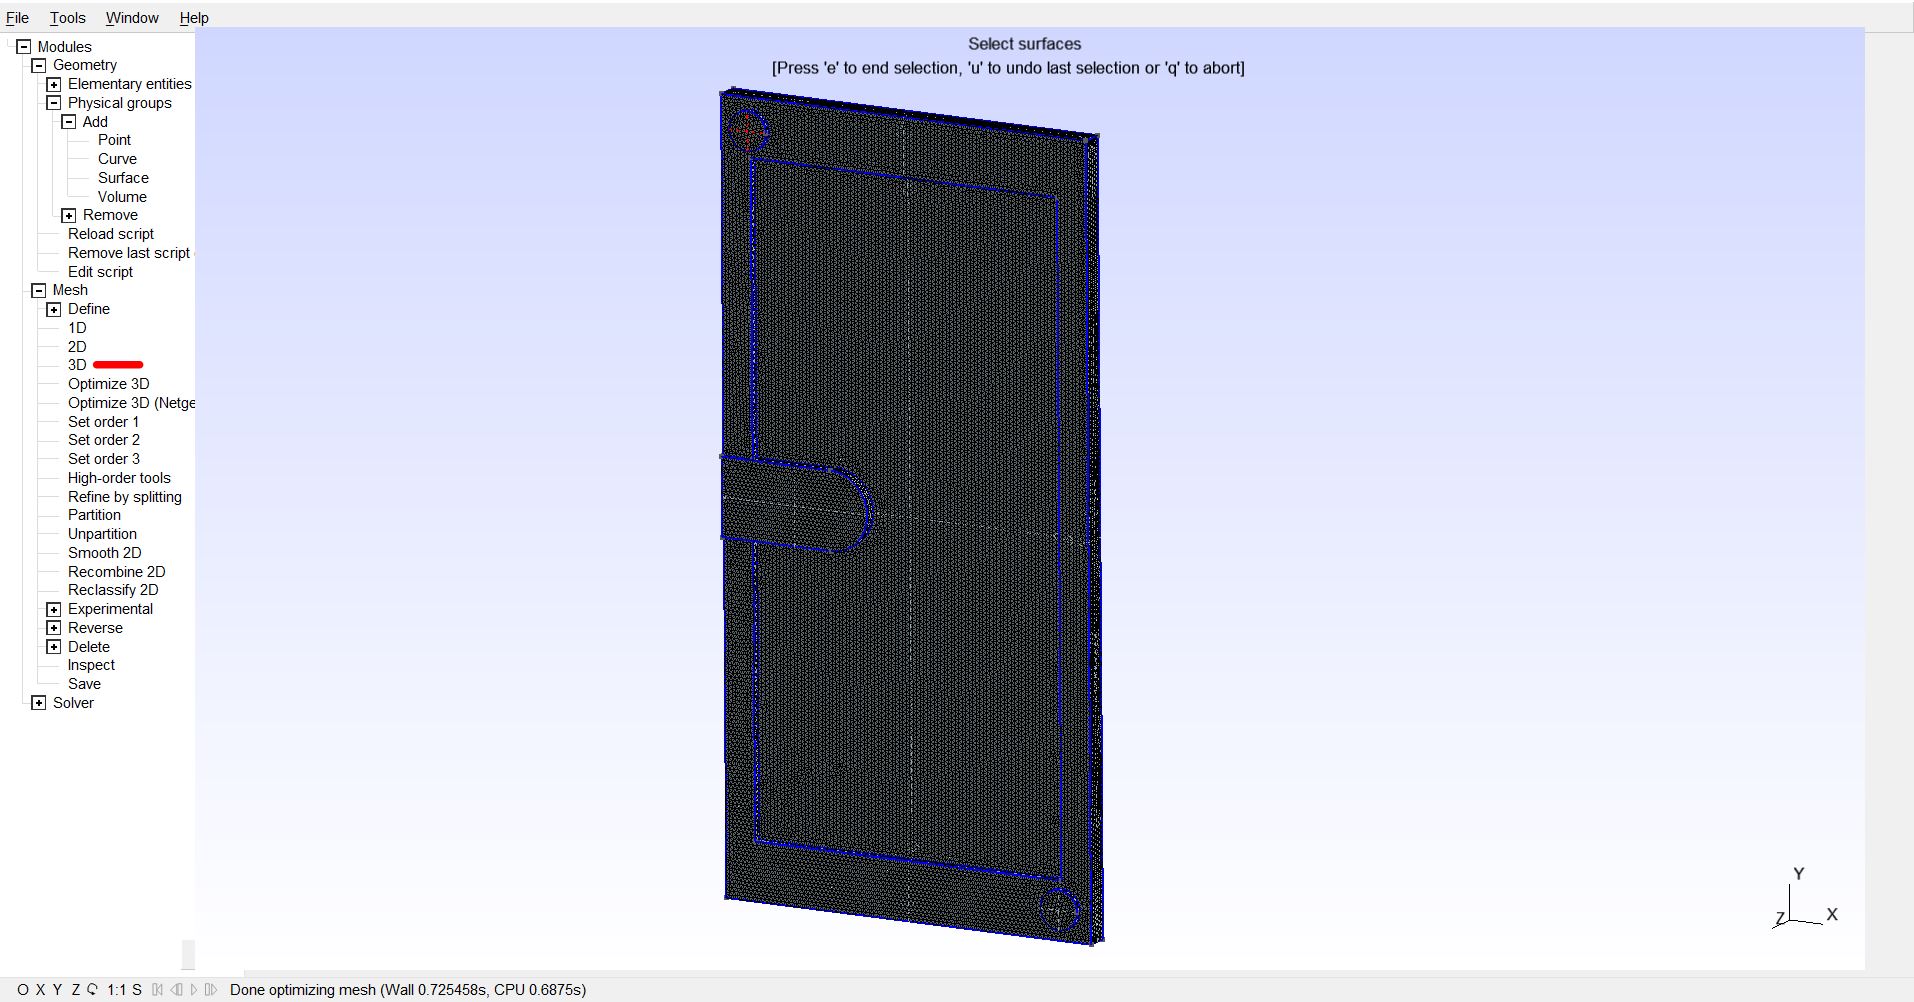 File Tools Window Help
Modules
Geometry
Elementary entities
Physical groups
Add
Point
Curve
Surface
Volume
Remove
Reload script
Remove last script
Edit script
Mesh
Define
1D
2D
3D
Optimize 3D
Optimize 3D (Netge
Set order 1
Set order 2
Set order 3
High-order tools
Refine by splitting
Partition
Unpartition
Smooth 2D
Recombine 2D
Reclassify 2D
Experimental
Reverse
Delete
Inspect
Save
Solver
Select surfaces
[Press 'e' to end selection, 'u' to undo last selection or 'q' to abort]
Y
Z
X
O X Y Z 1:1 S Done optimizing mesh (Wall 0.725458s, CPU 0.6875s)